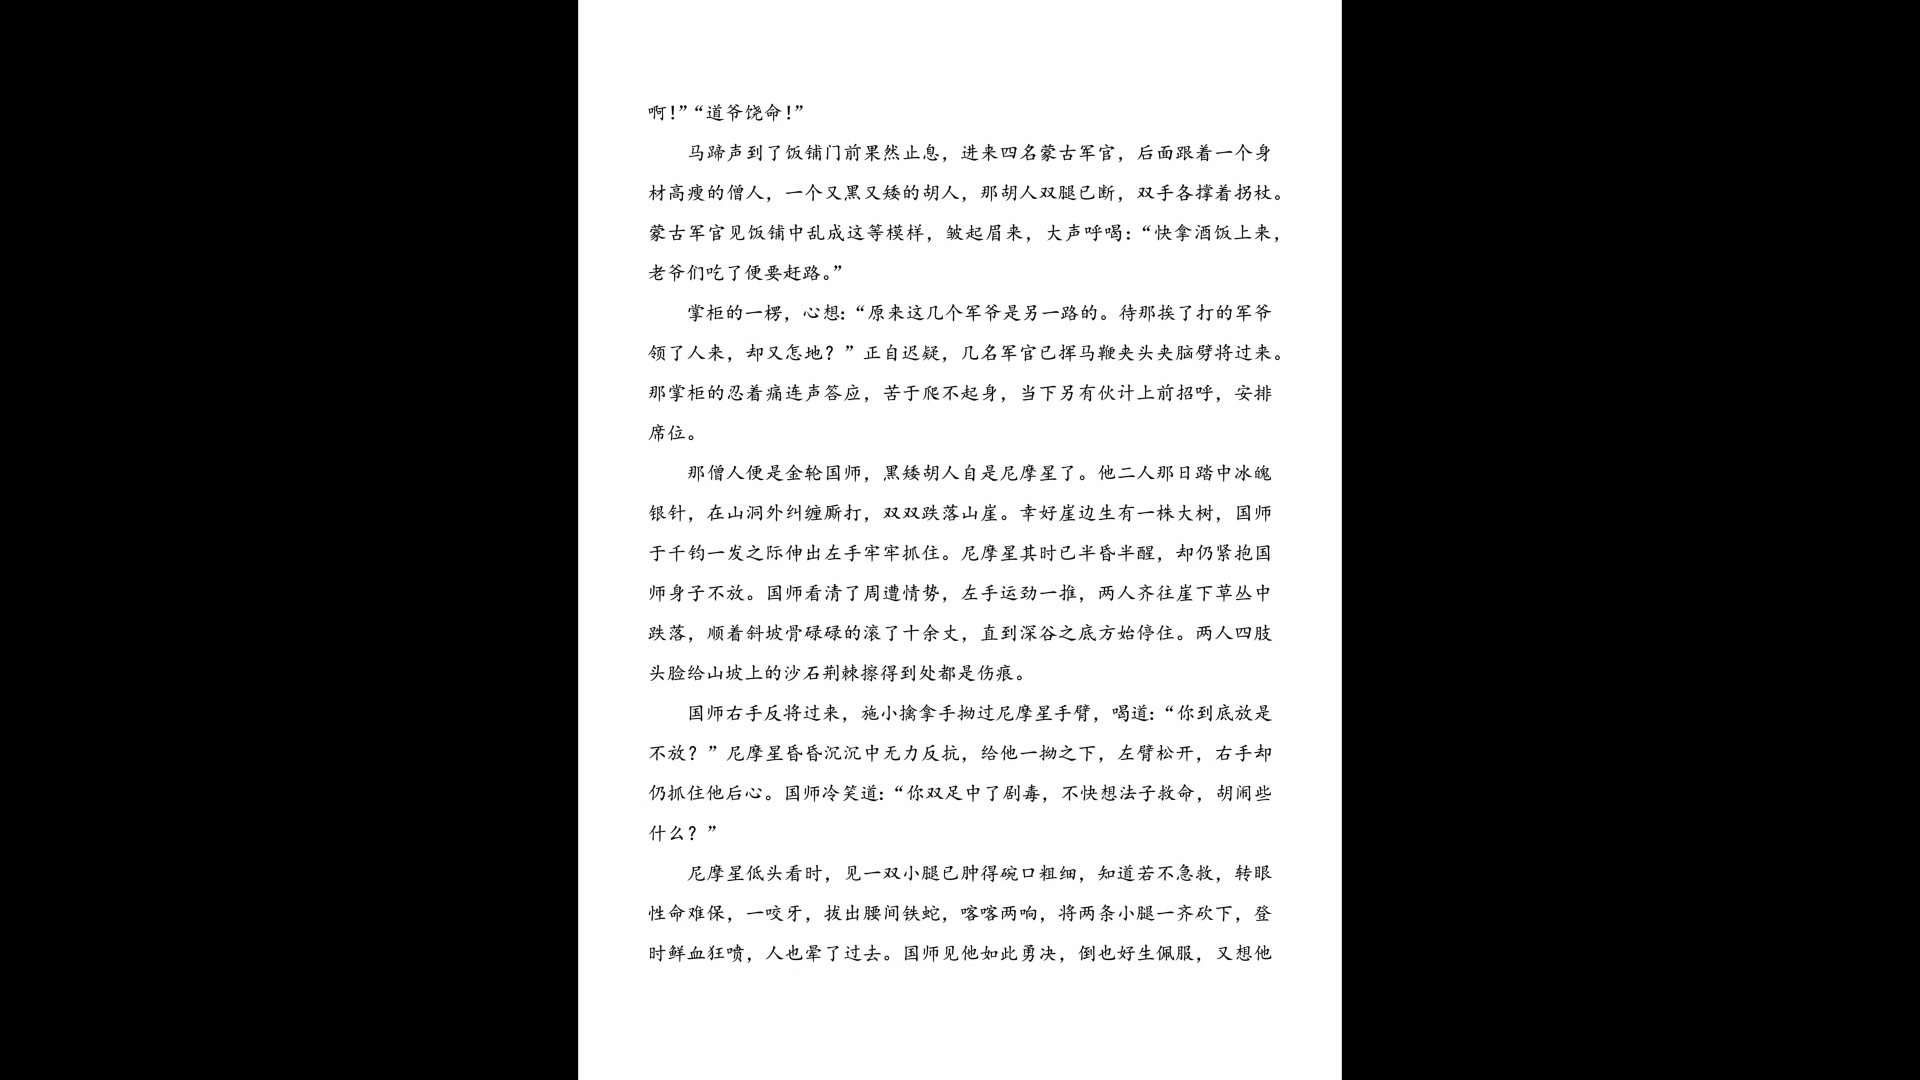 啊！”“道爷饶命！”
马蹄声到了饭铺门前果然止息，进来四名蒙古军官，后面跟着一个身
材高瘦的僧人，一个又黑又矮的胡人，那胡人双腿已断，双手各撑着拐杖。
蒙古军官见饭铺中乱成这等模样，皱起眉来，大声呼喝：“快拿酒饭上来，
老爷们吃了便要赶路。”
掌柜的一楞，心想：“原来这几个军爷是另一路的。待那挨了打的军爷
领了人来，却又怎地？”正自迟疑，几名军官已挥马鞭夹头夹脑劈将过来。
那掌柜的忍着痛连声答应，苦于爬不起身，当下另有伙计上前招呼，安排
席位。
那僧人便是金轮国师，黑矮胡人自是尼摩星了。他二人那日踏中冰魄
银针，在山洞外纠缠厮打，双双跌落山崖。幸好崖边生有一株大树，国师
于千钧一发之际伸出左手牢牢抓住。尼摩星其时已半昏半醒，却仍紧抱国
师身子不放。国师看清了周遭情势，左手运劲一推，两人齐往崖下草丛中
跌落，顺着斜坡骨碌碌的滚了十余丈，直到深谷之底方始停住。两人四肢
头脸给山坡上的沙石荆棘擦得到处都是伤痕。
国师右手反将过来，施小擒拿手拗过尼摩星手臂，喝道：“你到底放是
不放？”尼摩星昏昏沉沉中无力反抗，给他一拗之下，左臂松开，右手却
仍抓住他后心。国师冷笑道：“你双足中了剧毒，不快想法子救命，胡闹些
什么？”
尼摩星低头看时，见一双小腿已肿得碗口粗细，知道若不急救，转眼
性命难保，一咬牙，拔出腰间铁蛇，喀喀两响，将两条小腿一齐砍下，登
时鲜血狂喷，人也晕了过去。国师见他如此勇决，倒也好生佩服，又想他